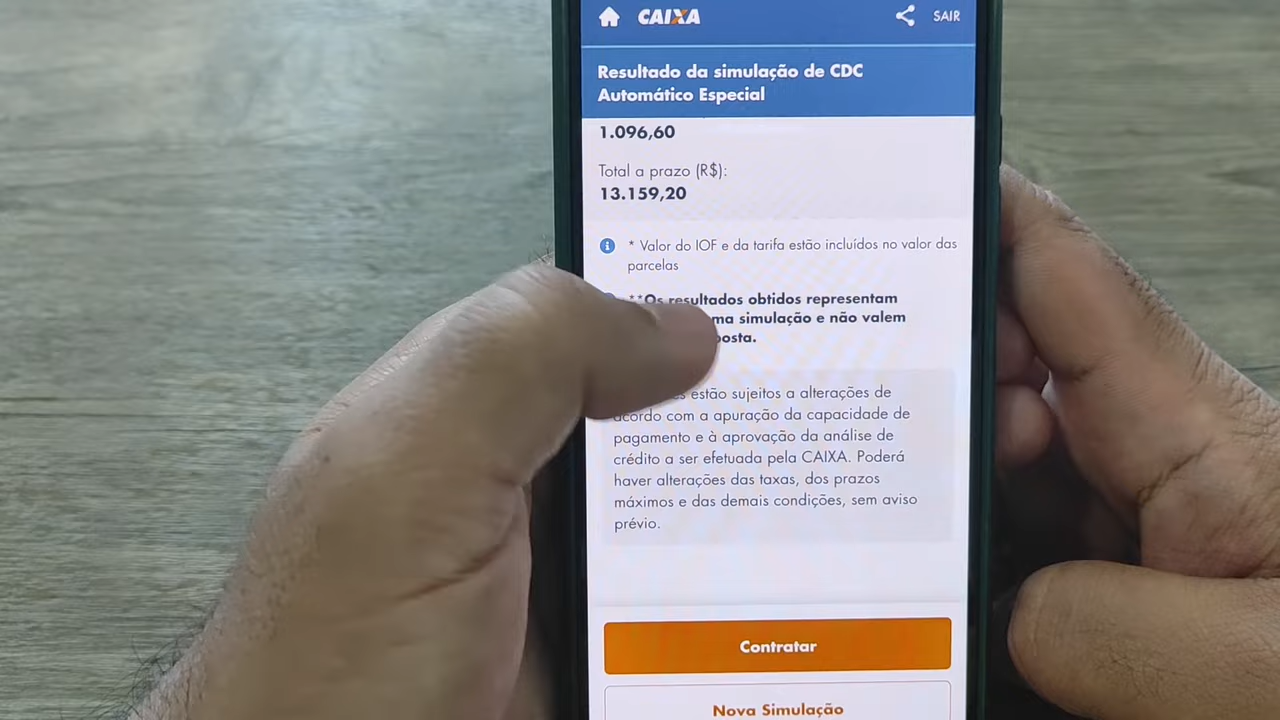 CAIXA
SAIR
Resultado da simulação de CDC
Automático Especial
1.096,60
Total a prazo (R$):
13.159,20
* Valor do IOF e da tarifa estão incluídos no valor das
parcelas
**Os resultados obtidos representam
simulação e não valem
estão sujeitos a alterações de
acordo com a apuração da capacidade de
pagamento e à aprovação da análise de
crédito a ser efetuada pela CAIXA. Poderá
haver alterações das taxas, dos prazos
máximos e das demais condições, sem aviso
prévio.
Contratar
Nova Simulação